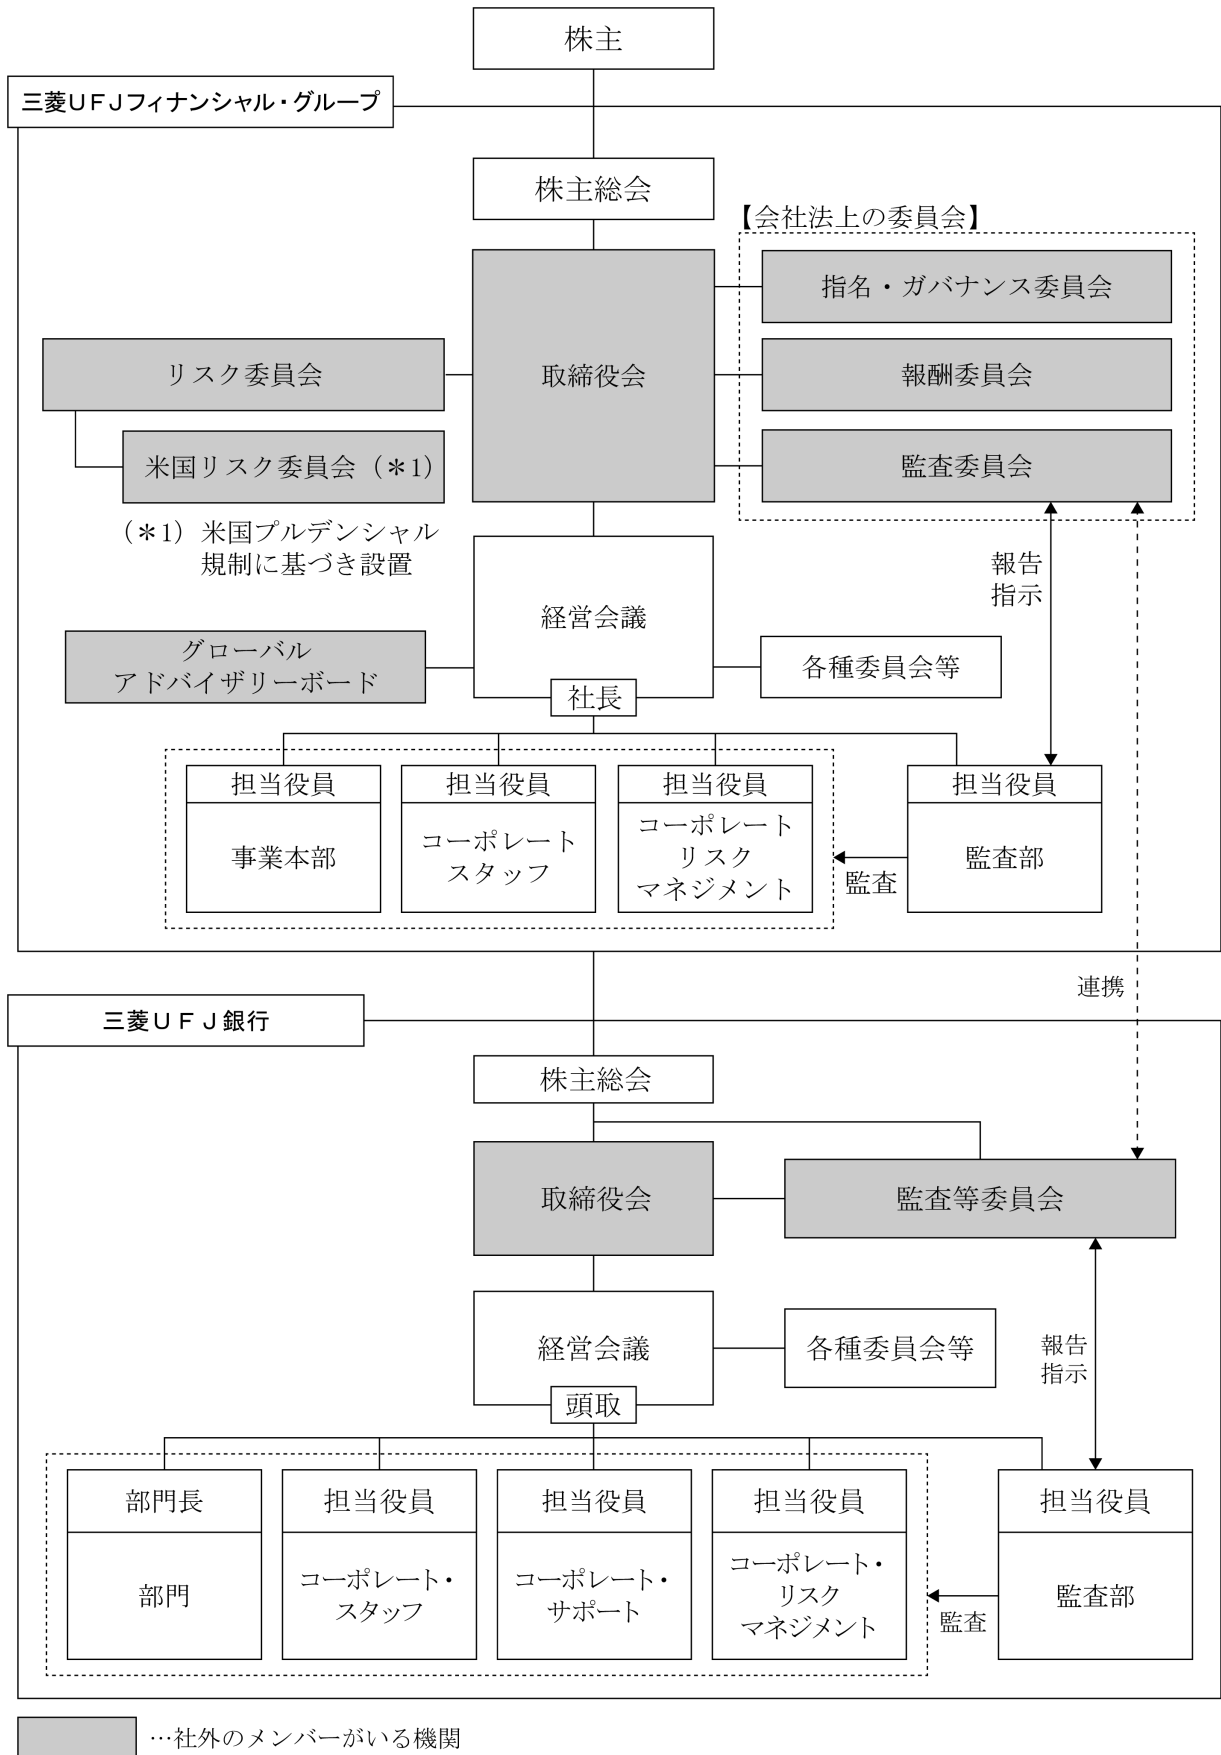 株主
三菱UFJフィナンシャル・グループ
株主総会
【会社法上の委員会】
指名・ガバナンス委員会
リスク委員会
取締役会
報酬委員会
米国リスク委員会（＊1）
監査委員会
（＊1）米国プルデンシャル
規制に基づき設置
報告
指示
経営会議
グローバル
アドバイザリーボード
各種委員会等
社長
担当役員
事業本部
担当役員
コーポレート
スタッフ
担当役員
コーポレート
リスク
マネジメント
監査
担当役員
監査部
連携
三菱UFJ銀行
株主総会
取締役会
監査等委員会
経営会議
各種委員会等
報告
指示
頭取
部門長
部門
担当役員
コーポレート・
スタッフ
担当役員
コーポレート・
サポート
担当役員
コーポレート・
リスク
マネジメント
監査
担当役員
監査部
…社外のメンバーがいる機関